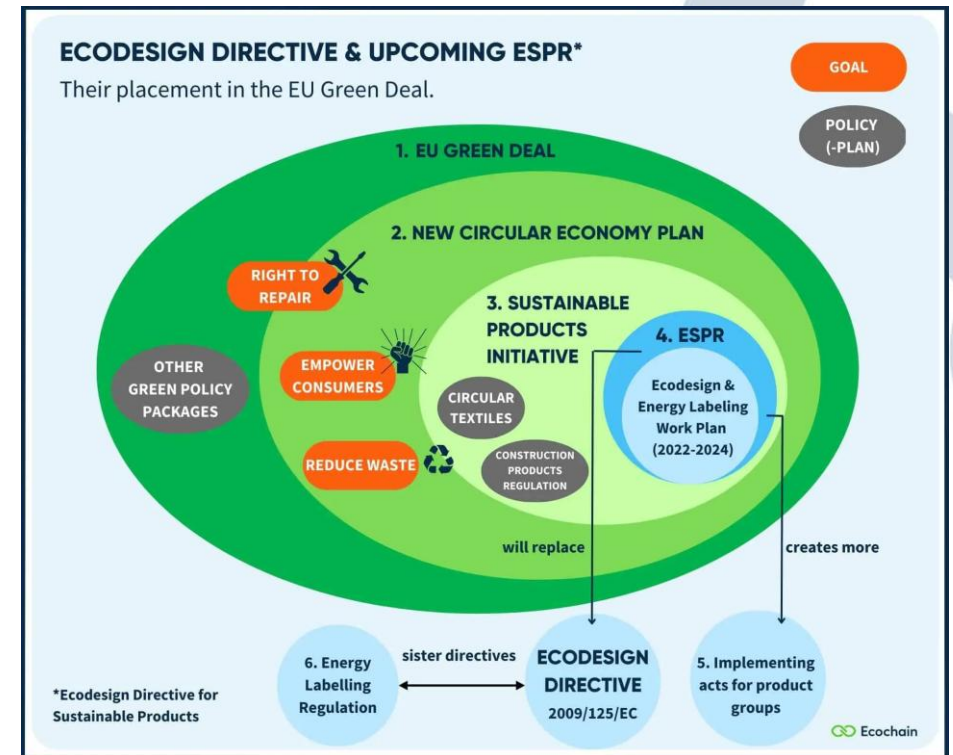 ECODESIGN DIRECTIVE & UPCOMING ESPR*
Their placement in the EU Green Deal.
GOAL
POLICY
(-PLAN)
1. EU GREEN DEAL
2. NEW CIRCULAR ECONOMY PLAN
RIGHT TO
REPAIR
3. SUSTAINABLE
PRODUCTS
INITIATIVE
4. ESPR
OTHER
GREEN POLICY
PACKAGES
EMPOWER
CONSUMERS
CIRCULAR
TEXTILES
Ecodesign &
Energy Labeling
Work Plan
(2022-2024)
REDUCE WASTE
CONSTRUCTION
PRODUCTS
REGULATION
will replace
creates more
6. Energy
Labelling
Regulation
sister directives
ECODESIGN
DIRECTIVE
2009/125/EC
5. Implementing
acts for product
groups
*Ecodesign Directive for
Sustainable Products
Ecochain